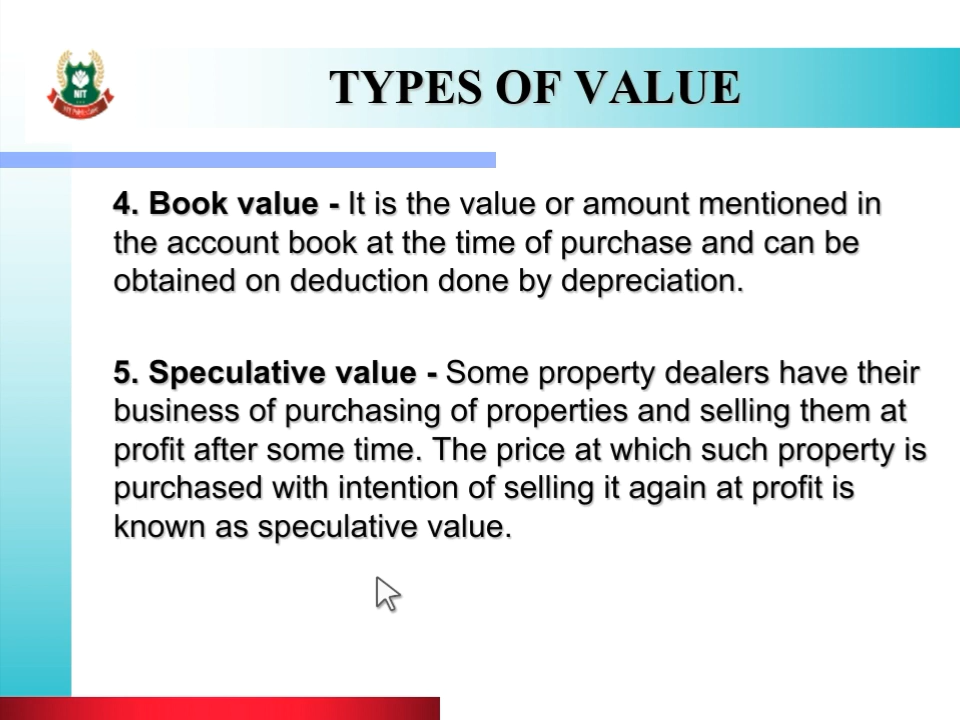 NIT
TYPES OF VALUE
4. Book value - It is the value or amount mentioned in
the account book at the time of purchase and can be
obtained on deduction done by depreciation.
5. Speculative value - Some property dealers have their
business of purchasing of properties and selling them at
profit after some time. The price at which such property is
purchased with intention of selling it again at profit is
known as speculative value.